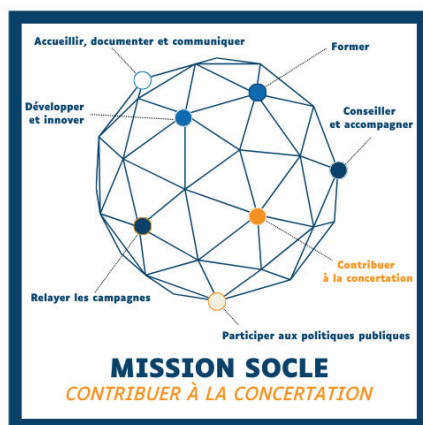 Accueillir, documenter et communiquer
Former
Développer
et innover
Conseiller
et accompagner
Contribuer
à la concertation
Relayer les campagnes
Participer aux politiques publiques
MISSION SOCLE
CONTRIBUER À LA CONCERTATION